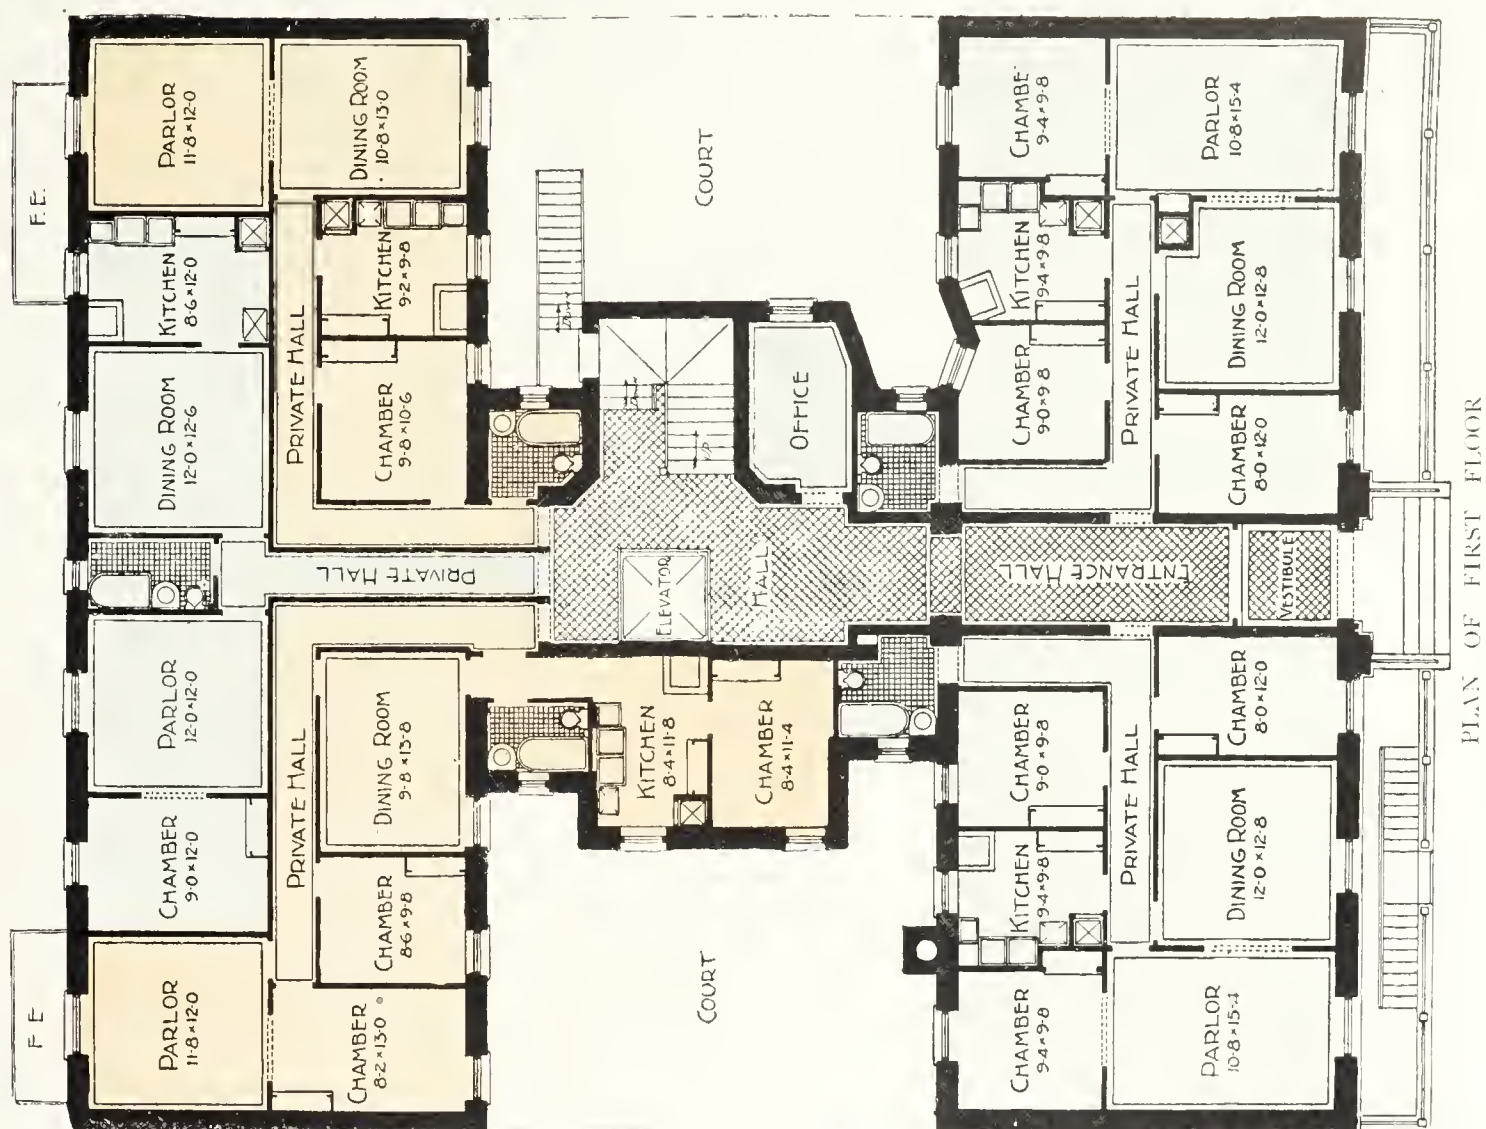 F.E.
PARLOR
11-8×12-0
DINING ROOM
10-8×13-0
KITCHEN
8-6×12-0
PRIVATE HALL
KITCHEN
9-2×9-8
DINING ROOM
12-0×12-6
CHAMBER
9-8×10-6
PRIVATE HALL
PARLOR
12-0×12-0
CHAMBER
9-0×12-0
PRIVATE HALL
DINING ROOM
9-8×13-8
CHAMBER
8-6×9-8
F E
PARLOR
11-8×12-0
CHAMBER
8-2×13-0
COURT
Down
Down
UP
OFFICE
ELEVATOR
HALL
KITCHEN
8-4×11-8
CHAMBER
8-4×11-4
COURT
CHAMBE
9-4×9-8
PARLOR
10-8×15-4
KITCHEN
9-4×9-8
DINING ROOM
12-0×12-8
CHAMBER
9-0×9-8
PRIVATE HALL
CHAMBER
8-0×12-0
ENTRANCE HALL
VESTIBULE
CHAMBER
9-0×9-8
PRIVATE HALL
CHAMBER
8-0×12-0
KITCHEN
9-4×9-8
DINING ROOM
12-0×12-8
CHAMBER
9-4×9-8
PARLOR
10-8×15-4
PLAN OF FIRST FLOOR